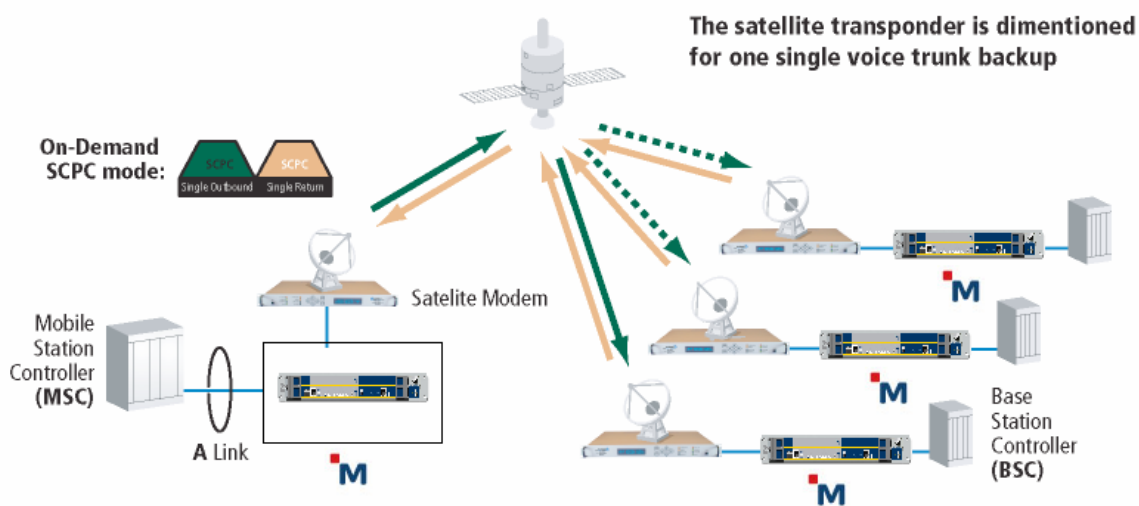 The satellite transponder is dimentioned
for one single voice trunk backup
On-Demand
SCPC mode:
SCPC
SCPC
Single Outbound
Single Return
Satelite Modem
Mobile
Station
Controller
(MSC)
A Link
M
M
M
M
Base
Station
Controller
(BSC)